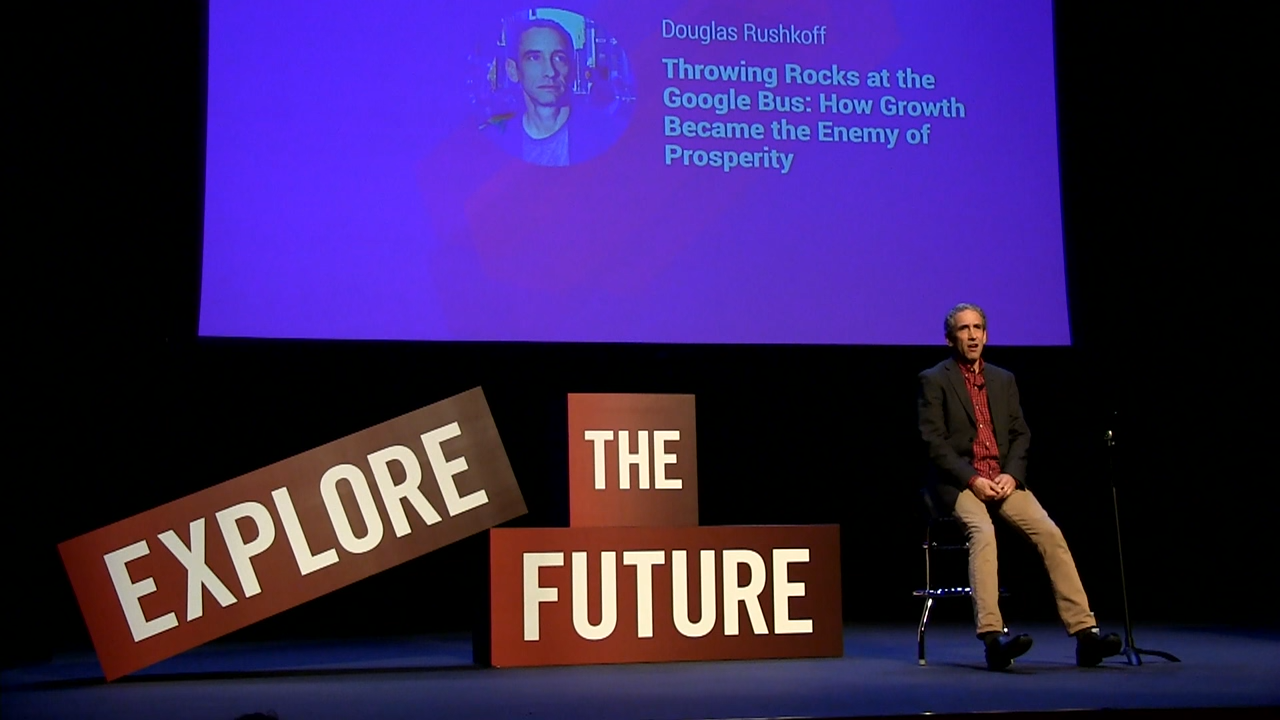 Douglas Rushkoff
Throwing Rocks at the
Google Bus: How Growth
Became the Enemy of
Prosperity
EXPLORE
THE
FUTURE